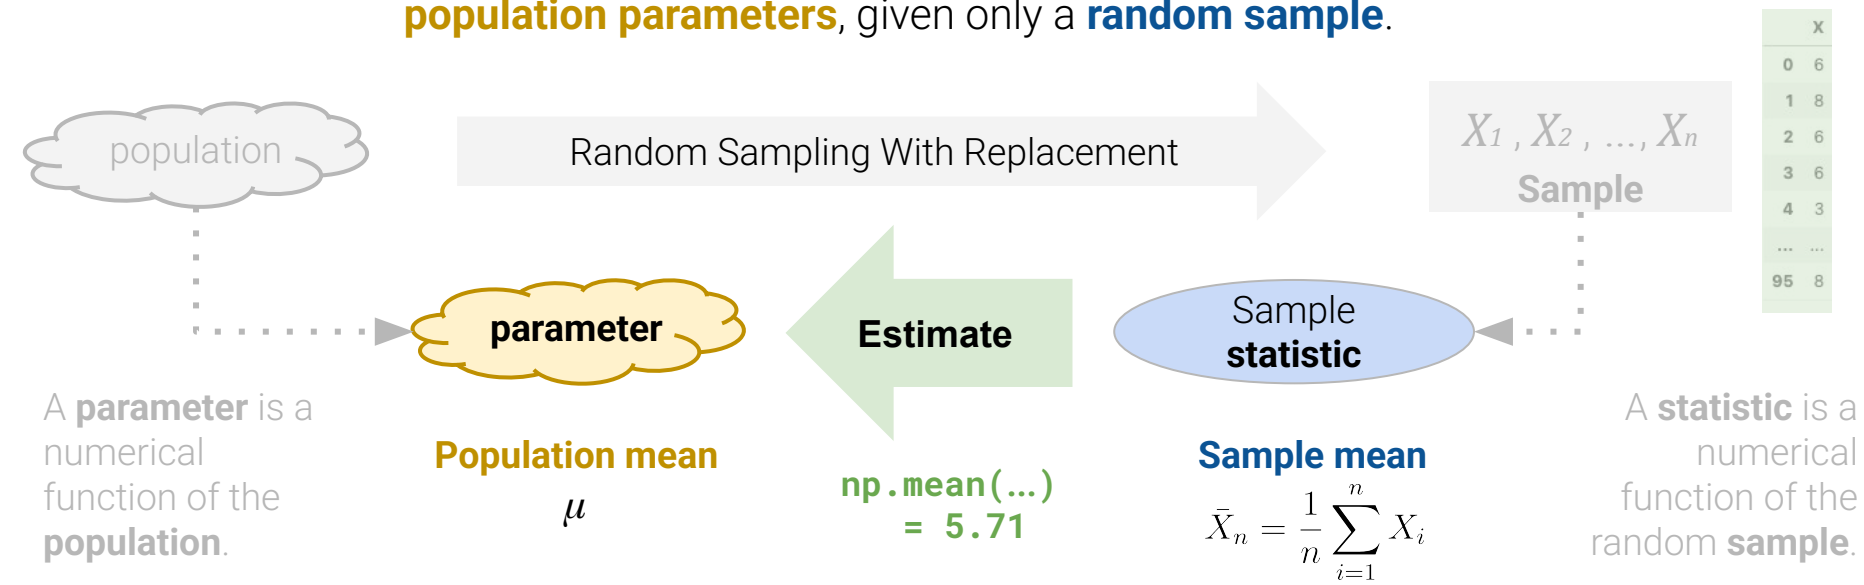 population parameters, given only a random sample.
X
0 6
1 8
2 6
3 6
4 3
... ...
95 8
population
Random Sampling With Replacement
X₁ , X₂ , ..., Xₙ
Sample
parameter
Estimate
Sample
statistic
A parameter is a
numerical
function of the
population.
Population mean
μ
np.mean(…)
= 5.71
Sample mean
X̄ₙ = 1/n ∑ᵢ₌₁ⁿ Xᵢ
A statistic is a
numerical
function of the
random sample.